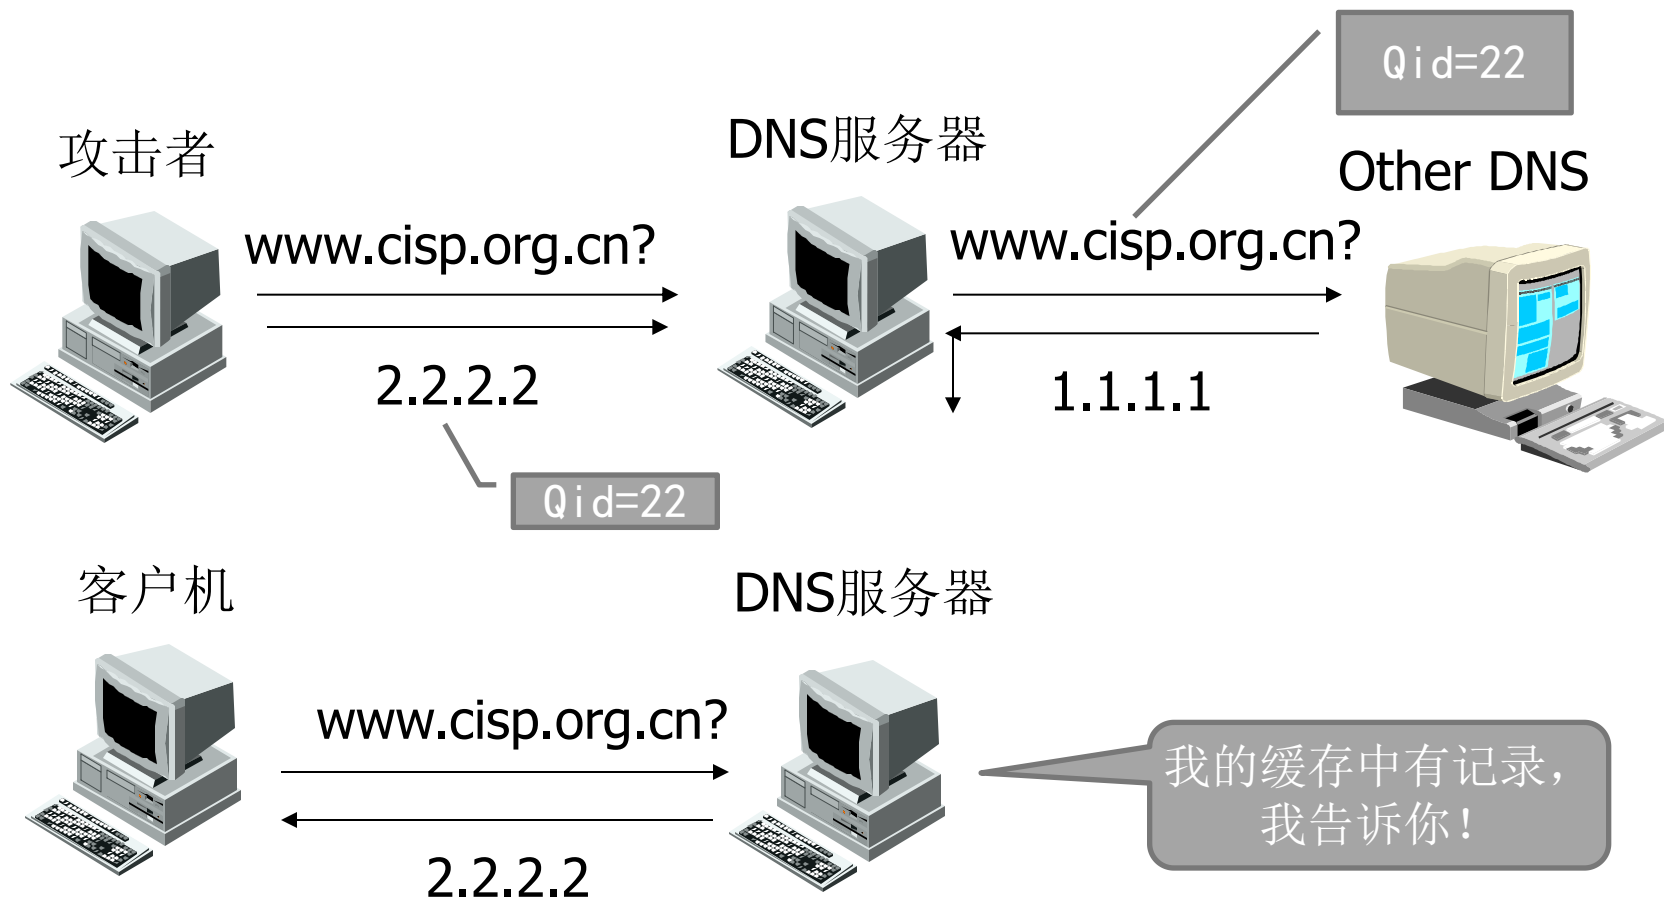 Qid=22
攻击者
DNS服务器
Other DNS
www.cisp.org.cn?
www.cisp.org.cn?
2.2.2.2
1.1.1.1
Qid=22
客户机
DNS服务器
www.cisp.org.cn?
我的缓存中有记录，
我告诉你！
2.2.2.2